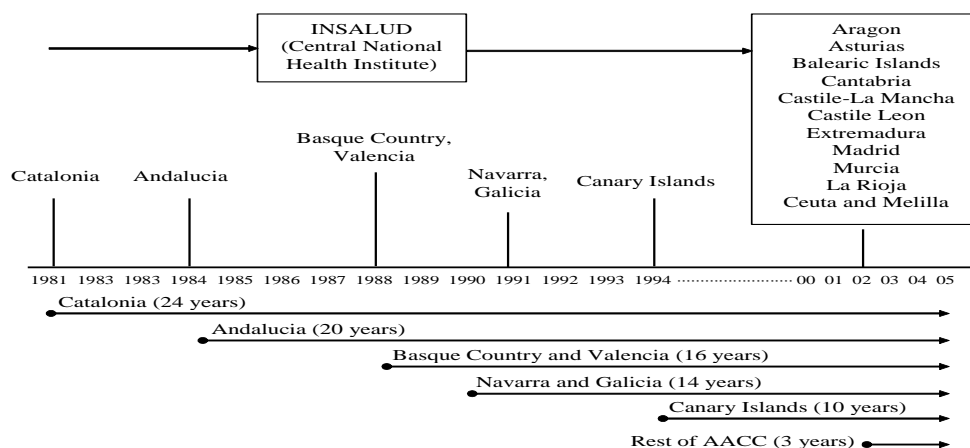 INSALUD
(Central National
Health Institute)
Aragon
Asturias
Balearic Islands
Cantabria
Castile-La Mancha
Castile Leon
Extremadura
Madrid
Murcia
La Rioja
Ceuta and Melilla
Catalonia
Andalucia
Basque Country,
Valencia
Navarra,
Galicia
Canary Islands
1981 1983 1983 1984 1985 1986 1987 1988 1989 1990 1991 1992 1993 1994 00 01 02 03 04 05
Catalonia (24 years)
Andalucia (20 years)
Basque Country and Valencia (16 years)
Navarra and Galicia (14 years)
Canary Islands (10 years)
Rest of AACC (3 years)